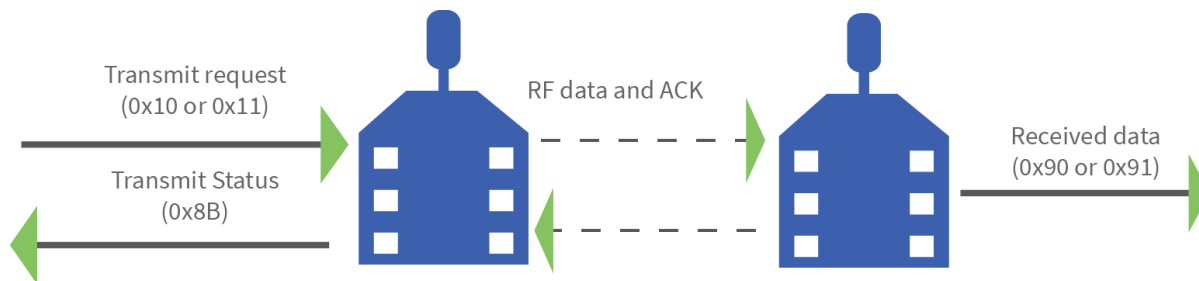 Transmit request
(0x10 or 0x11)
Transmit Status
(0x8B)
RF data and ACK
Received data
(0x90 or 0x91)